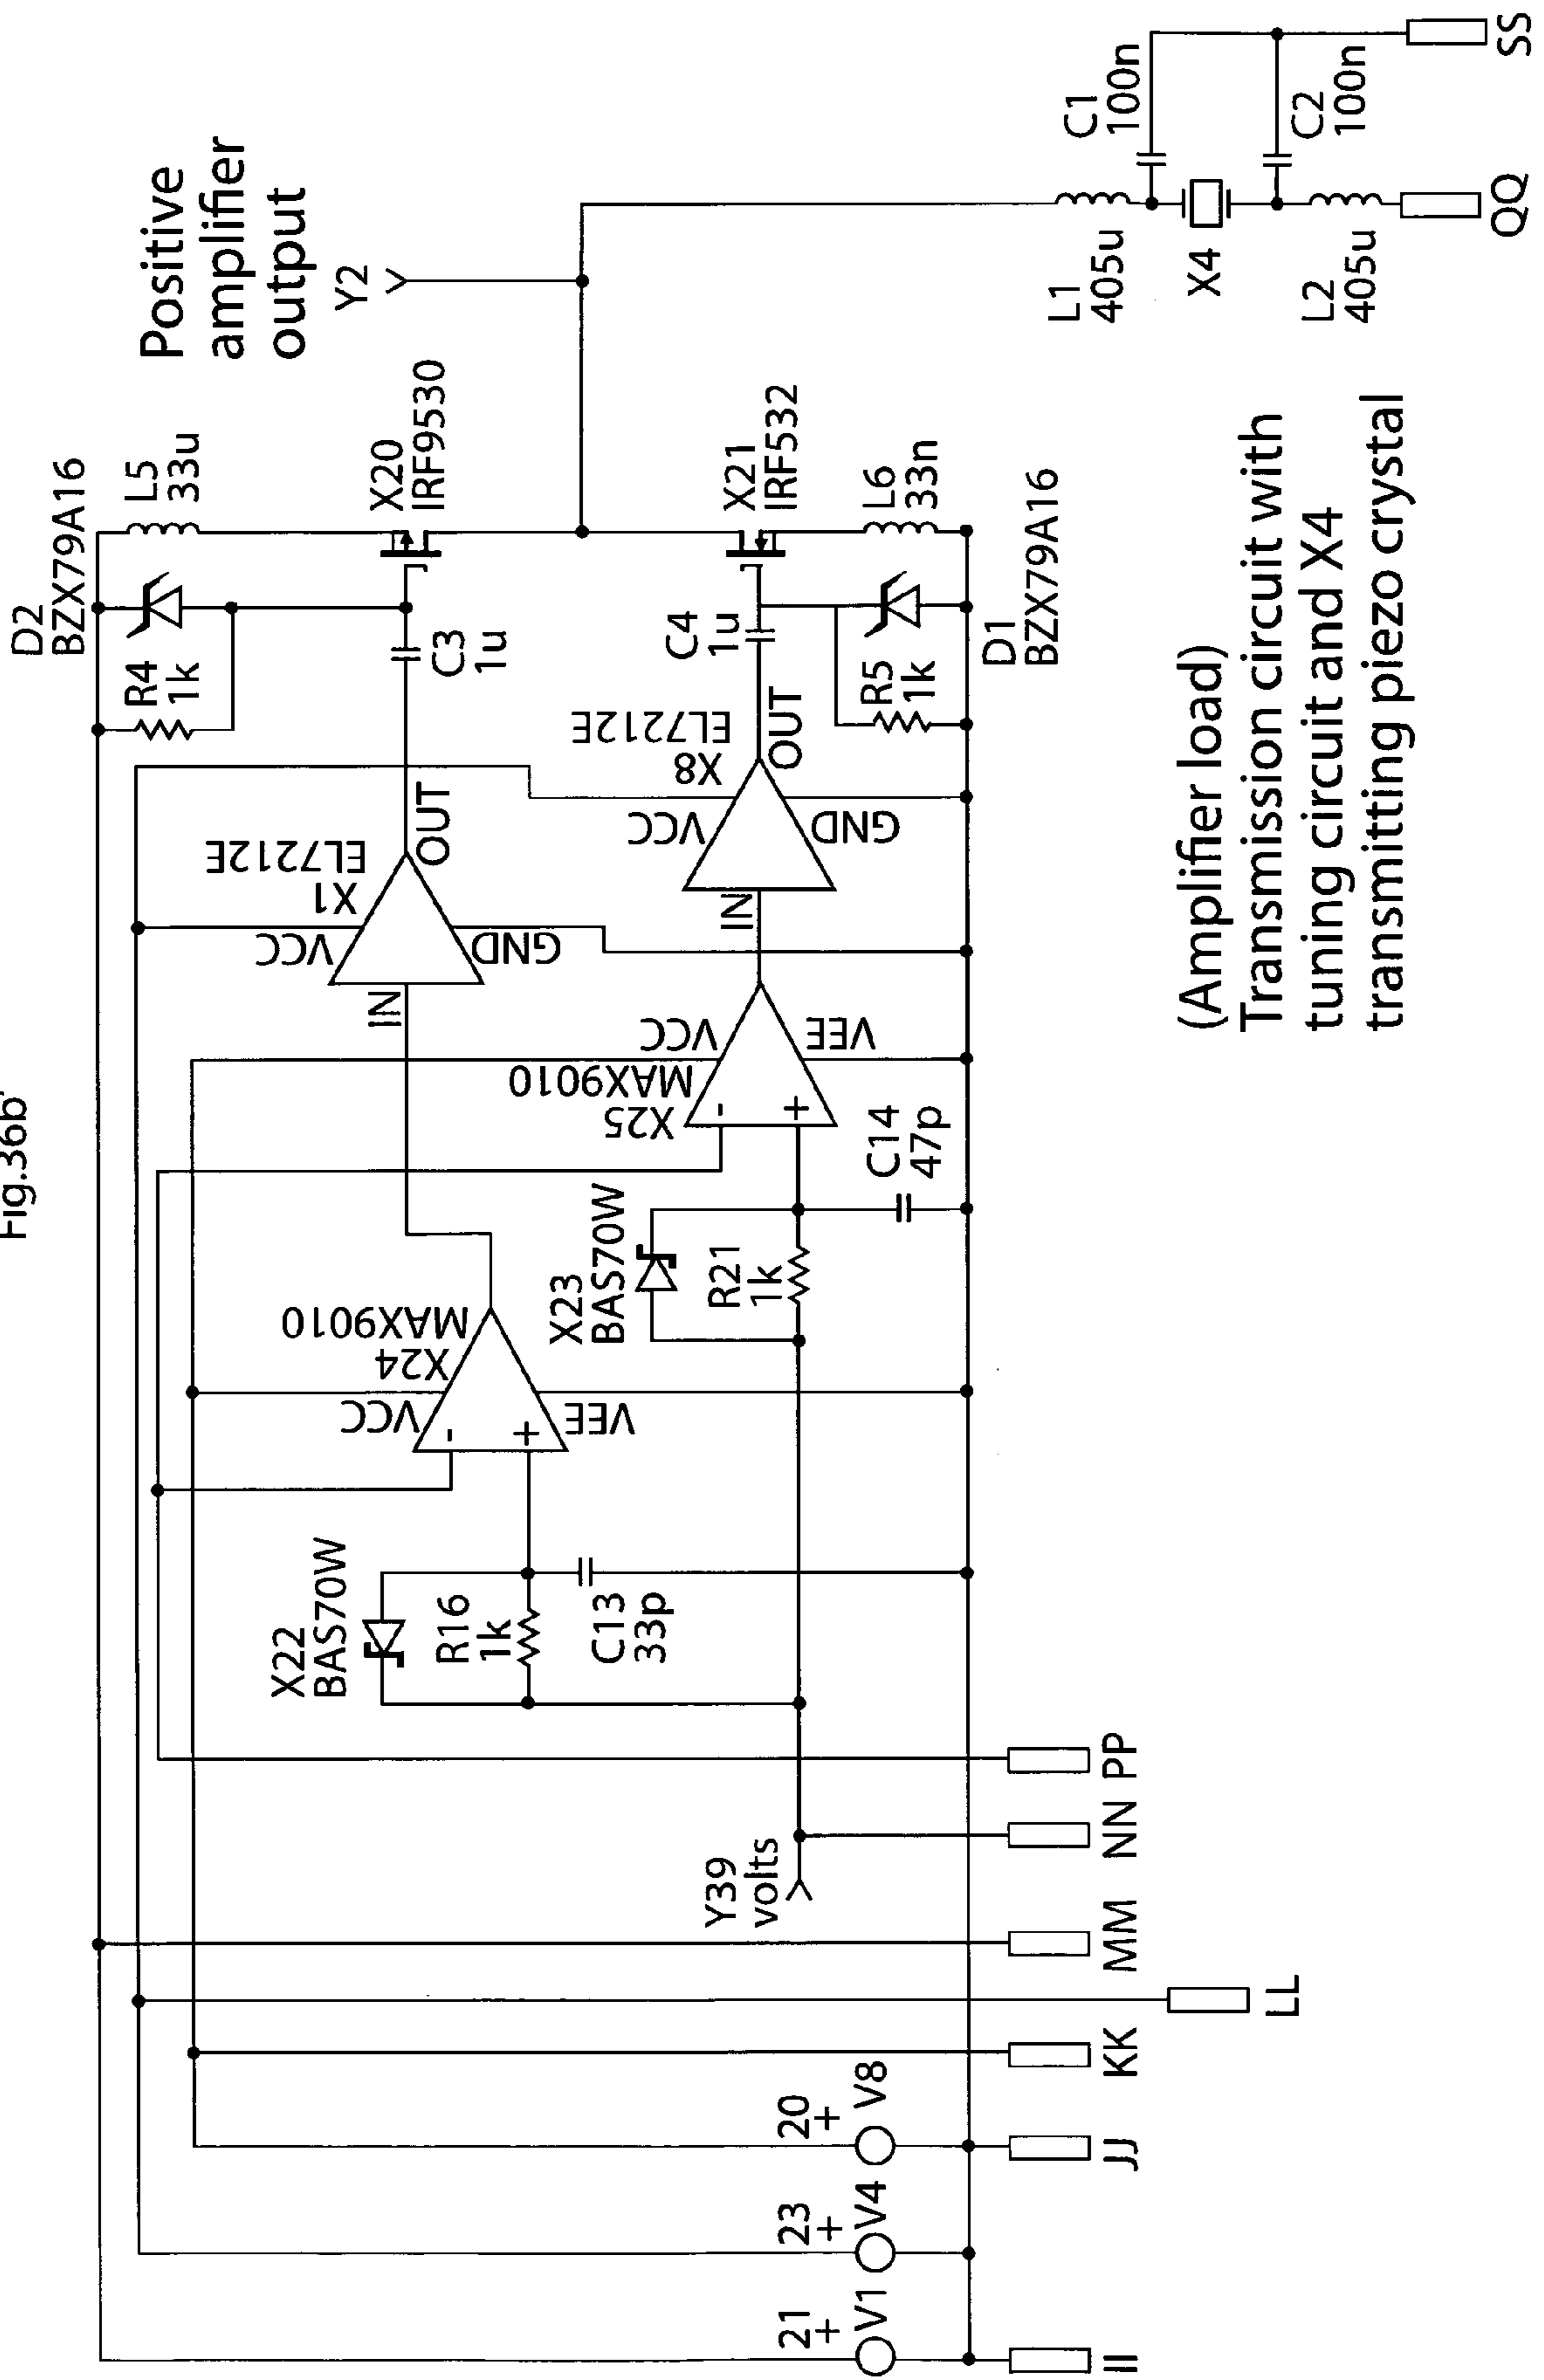 Fig.36b'
D2
BZX79A16
R4
1k
L5
33u
Positive
amplifier
output
Y2
X20
IRF9530
C3
1u
X1
EL7212E
VCC
IN
OUT
GND
X8
EL7212E
VCC
IN
OUT
GND
C4
1u
X21
IRF532
L6
33n
R5
1k
D1
BZX79A16
X22
BAS70W
R16
1k
C13
33p
X24
MAX9010
VCC
-
+
VEE
X23
BAS70W
R21
1k
C14
47p
X25
MAX9010
VCC
-
+
VEE
Y39
volts
21
+
V1
23
+
V4
20
+
V8
II
JJ
KK
LL
MM
NN
PP
L1
405u
C1
100n
X4
L2
405u
C2
100n
QQ
SS
(Amplifier load)
Transmission circuit with
tuning circuit and X4
transmitting piezo crystal